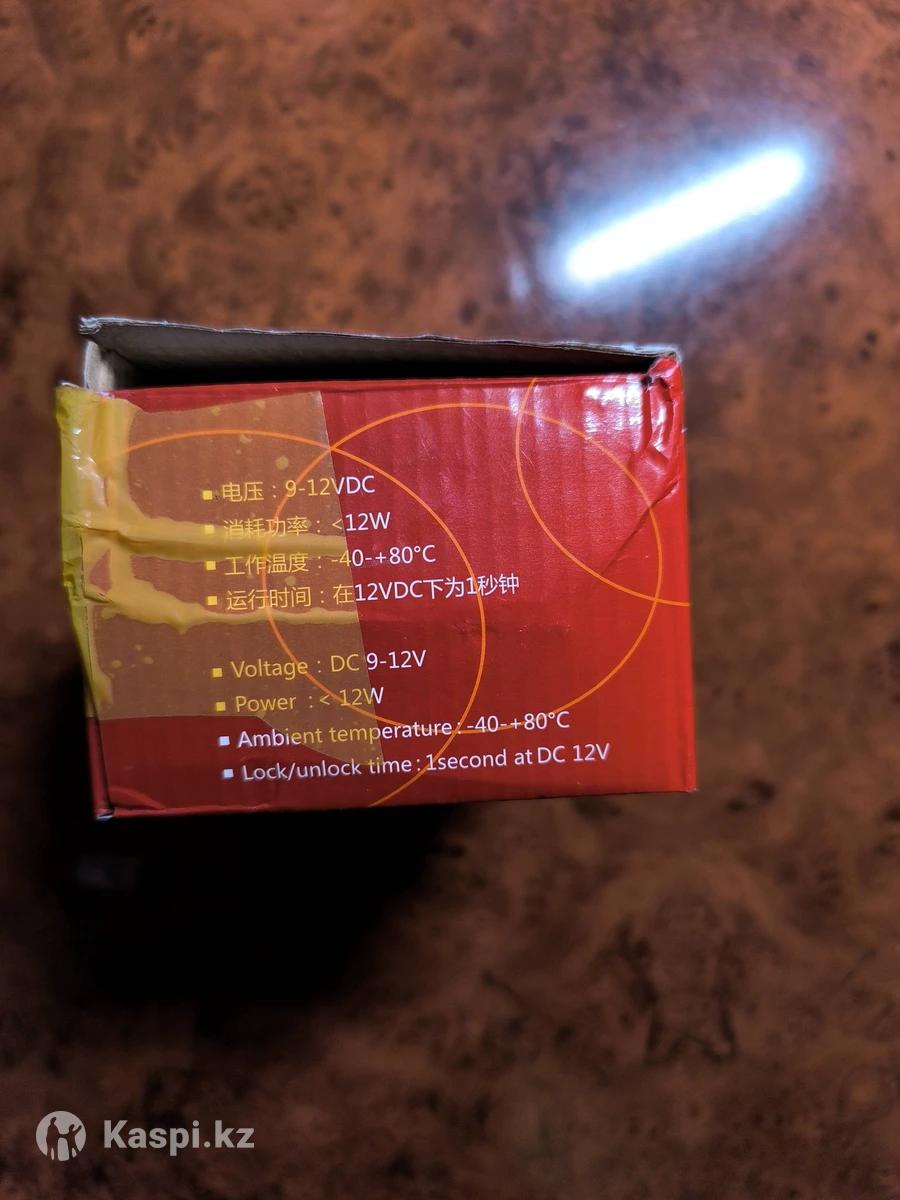 电压：9-12VDC
消耗功率：<12W
工作温度：-40-+80°C
运行时间：在12VDC下为1秒钟
Voltage : DC 9-12V
Power : < 12W
Ambient temperature : -40-+80°C
Lock/unlock time : 1second at DC 12V
Kaspi.kz